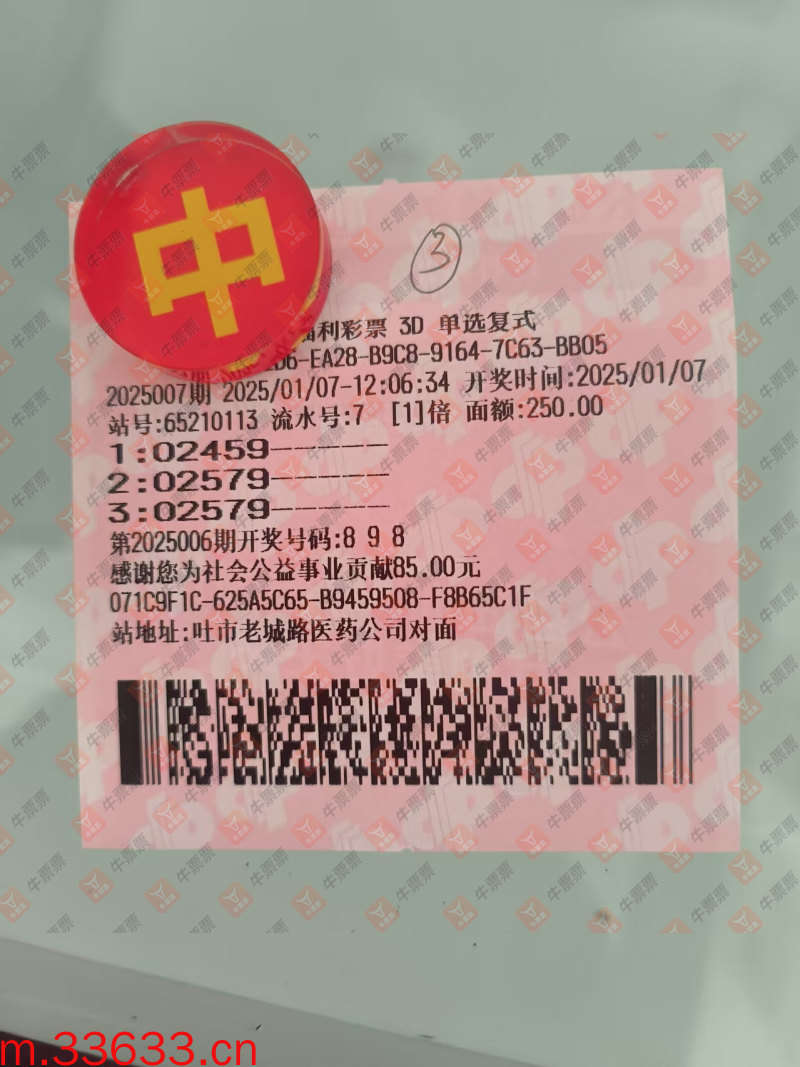 中
3
福利彩票 3D 单选复式
-EA28-B9C8-9164-7C63-BB05
2025007期 2025/01/07-12:06:34 开奖时间:2025/01/07
站号:65210113 流水号:7 [1]倍 面额:250.00
1:02459-----
2:02579-----
3:02579-----
第2025006期开奖号码:8 9 8
感谢您为社会公益事业贡献85.00元
071C9F1C-625A5C65-B9459508-F8B65C1F
站地址:吐市老城路医药公司对面
牛票票
m.33633.cn